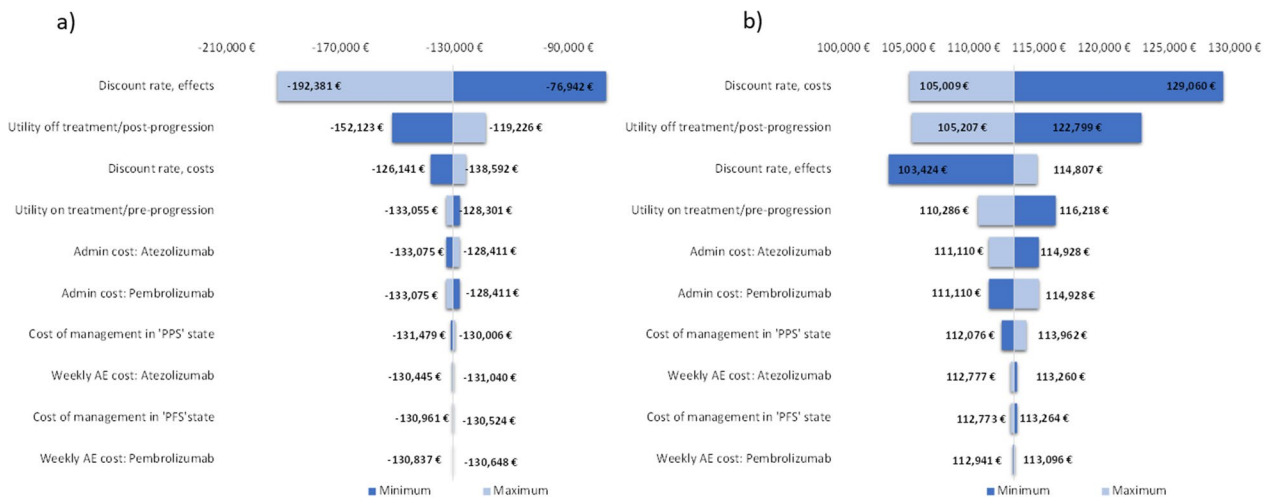 a)
-210,000 € -170,000 € -130,000 € -90,000 €
Discount rate, effects -192,381 € -76,942 €
Utility off treatment/post-progression -152,123 € -119,226 €
Discount rate, costs -126,141 € -138,592 €
Utility on treatment/pre-progression -133,055 € -128,301 €
Admin cost: Atezolizumab -133,075 € -128,411 €
Admin cost: Pembrolizumab -133,075 € -128,411 €
Cost of management in 'PPS' state -131,479 € -130,006 €
Weekly AE cost: Atezolizumab -130,445 € -131,040 €
Cost of management in 'PFS'state -130,961 € -130,524 €
Weekly AE cost: Pembrolizumab -130,837 € -130,648 €
Minimum Maximum
b)
100,000 € 105,000 € 110,000 € 115,000 € 120,000 € 125,000 € 130,000 €
Discount rate, costs 105,009 € 129,060 €
Utility off treatment/post-progression 105,207 € 122,799 €
Discount rate, effects 103,424 € 114,807 €
Utility on treatment/pre-progression 110,286 € 116,218 €
Admin cost: Atezolizumab 111,110 € 114,928 €
Admin cost: Pembrolizumab 111,110 € 114,928 €
Cost of management in 'PPS' state 112,076 € 113,962 €
Weekly AE cost: Atezolizumab 112,777 € 113,260 €
Cost of management in 'PFS' state 112,773 € 113,264 €
Weekly AE cost: Pembrolizumab 112,941 € 113,096 €
Minimum Maximum